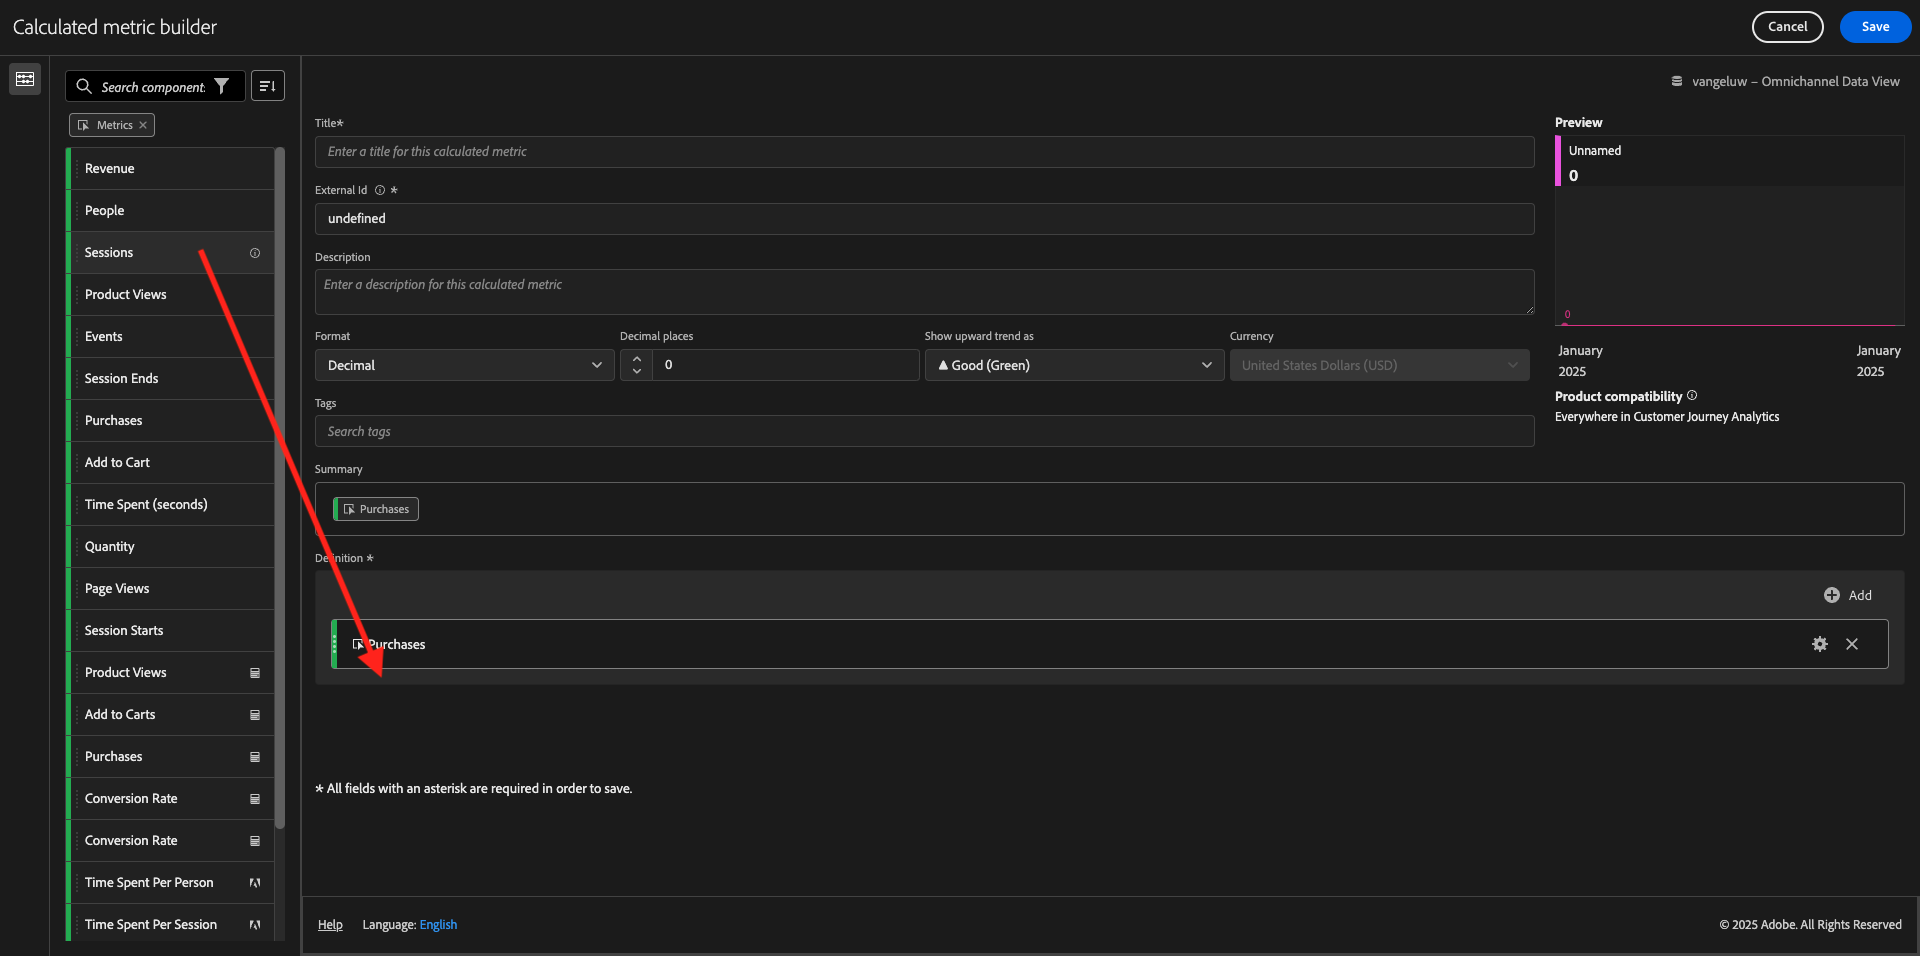 Calculated metric builder
Cancel
Save
Search component
Metrics
Revenue
People
Sessions
Product Views
Events
Session Ends
Purchases
Add to Cart
Time Spent (seconds)
Quantity
Page Views
Session Starts
Product Views
Add to Carts
Purchases
Conversion Rate
Conversion Rate
Time Spent Per Person
Time Spent Per Session
vangeluw – Omnichannel Data View
Title*
Enter a title for this calculated metric
External Id *
undefined
Description
Enter a description for this calculated metric
Format
Decimal places
Show upward trend as
Currency
Decimal
0
Good (Green)
United States Dollars (USD)
Tags
Search tags
Summary
Purchases
Definition *
Add
Purchases
* All fields with an asterisk are required in order to save.
Preview
Unnamed
0
0
January
2025
January
2025
Product compatibility
Everywhere in Customer Journey Analytics
Help
Language: English
© 2025 Adobe. All Rights Reserved